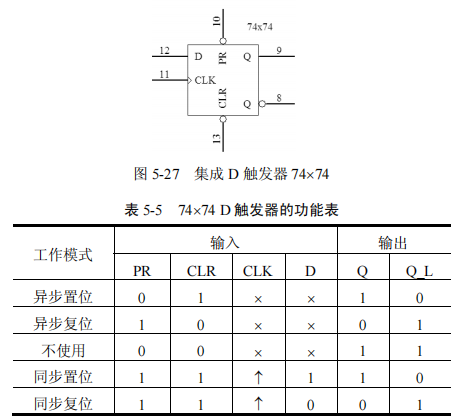 10
74x74
12
D
PR
Q
9
11
CLK
CLR
Q
8
13
图 5-27 集成 D 触发器 74×74
表 5-5 74×74 D 触发器的功能表
工作模式 输入 输出
PR CLR CLK D Q Q_L
异步置位 0 1 × × 1 0
异步复位 1 0 × × 0 1
不使用 0 0 × × 1 1
同步置位 1 1 ↑ 1 1 0
同步复位 1 1 ↑ 0 0 1